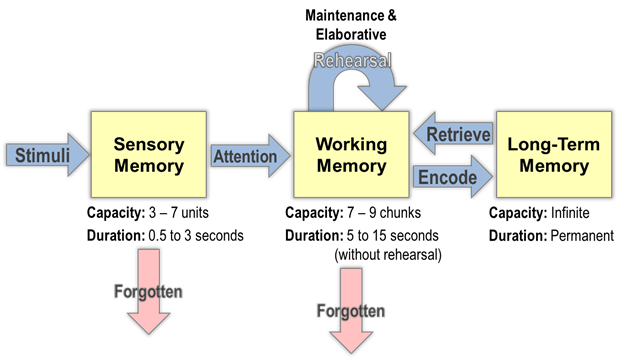 Maintenance &
Elaborative
Rehearsal
Stimuli
Sensory
Memory
Attention
Working
Memory
Retrieve
Encode
Long-Term
Memory
Capacity: 3 – 7 units
Duration: 0.5 to 3 seconds
Capacity: 7 – 9 chunks
Duration: 5 to 15 seconds
(without rehearsal)
Capacity: Infinite
Duration: Permanent
Forgotten
Forgotten